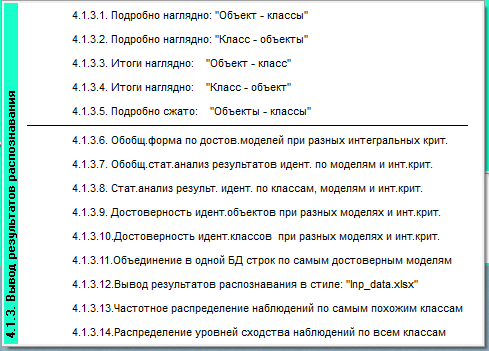 4.1.3. Вывод результатов распознавания
4.1.3.1. Подробно наглядно: "Объект - классы"
4.1.3.2. Подробно наглядно: "Класс - объекты"
4.1.3.3. Итоги наглядно: "Объект - класс"
4.1.3.4. Итоги наглядно: "Класс - объект"
4.1.3.5. Подробно сжато: "Объекты - классы"
4.1.3.6. Обобщ.форма по достов.моделей при разных интегральных крит.
4.1.3.7. Обобщ.стат.анализ результатов идент. по моделям и инт.крит.
4.1.3.8. Стат.анализ результ. идент. по классам, моделям и инт.крит.
4.1.3.9. Достоверность идент.объектов при разных моделях и инт.крит.
4.1.3.10.Достоверность идент.классов при разных моделях и инт.крит.
4.1.3.11.Объединение в одной БД строк по самым достоверным моделям
4.1.3.12.Вывод результатов распознавания в стиле: "Inp_data.xlsx"
4.1.3.13.Частотное распределение наблюдений по самым похожим классам
4.1.3.14.Распределение уровней сходства наблюдений по всем классам